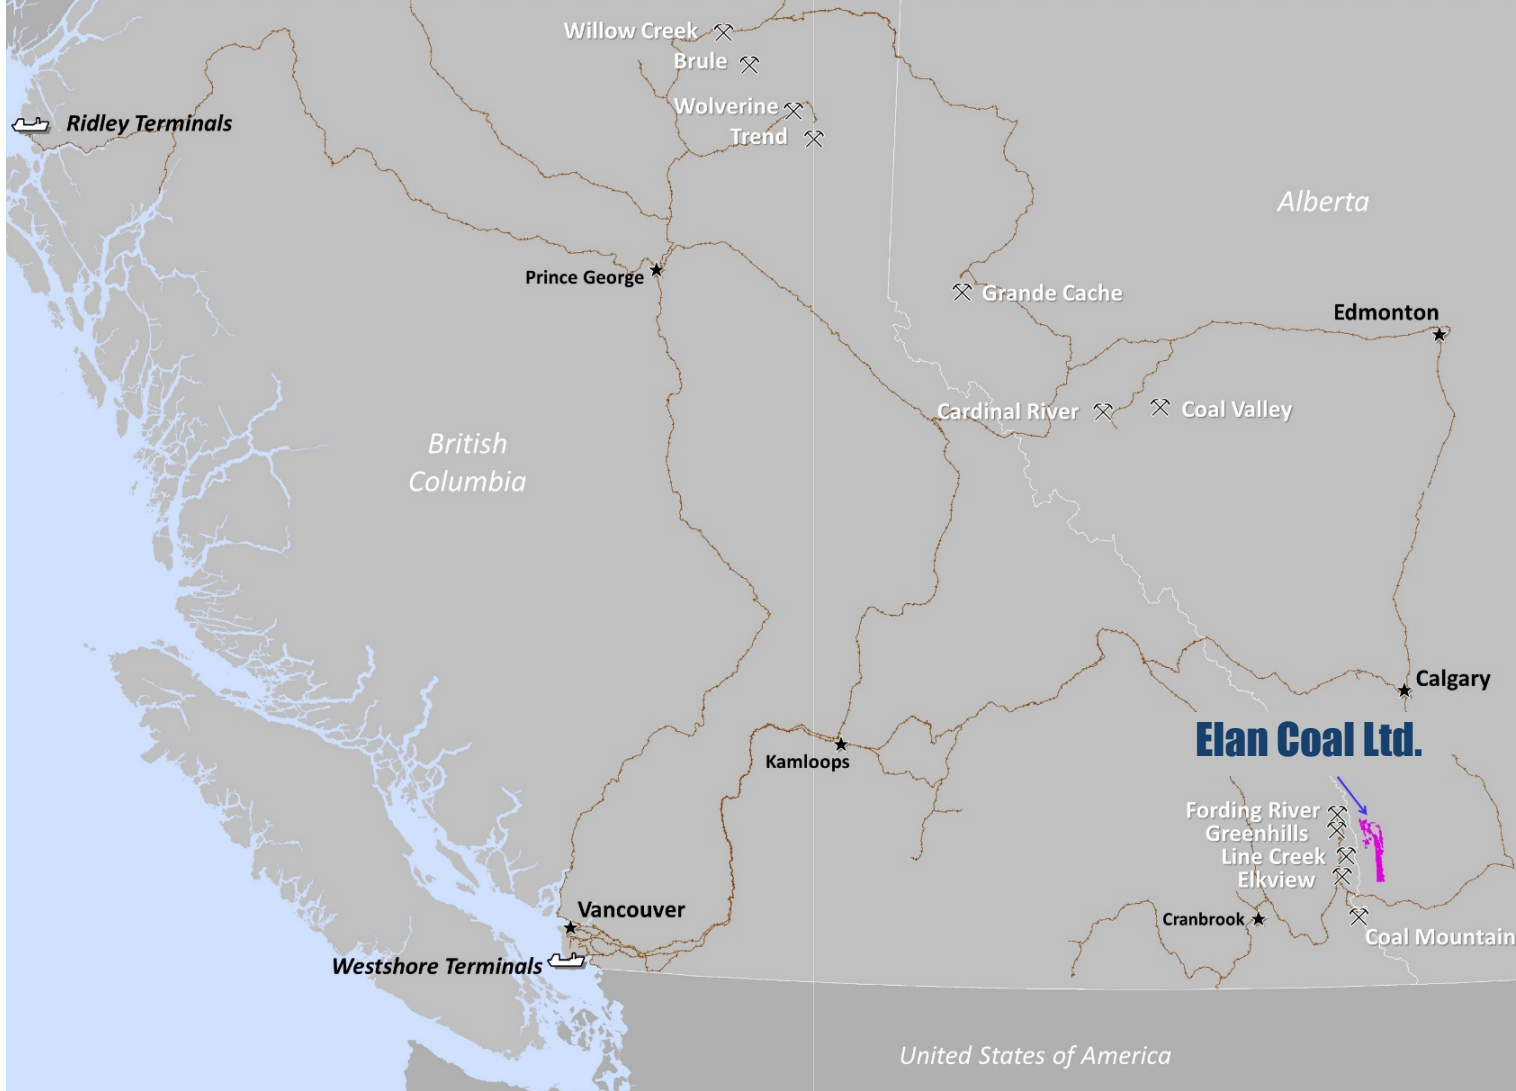 Willow Creek
Brule
Wolverine
Trend
Ridley Terminals
Alberta
Prince George
Grande Cache
Edmonton
Cardinal River
Coal Valley
British
Columbia
Calgary
Elan Coal Ltd.
Kamloops
Fording River
Greenhills
Line Creek
Elkview
Vancouver
Cranbrook
Coal Mountain
Westshore Terminals
United States of America